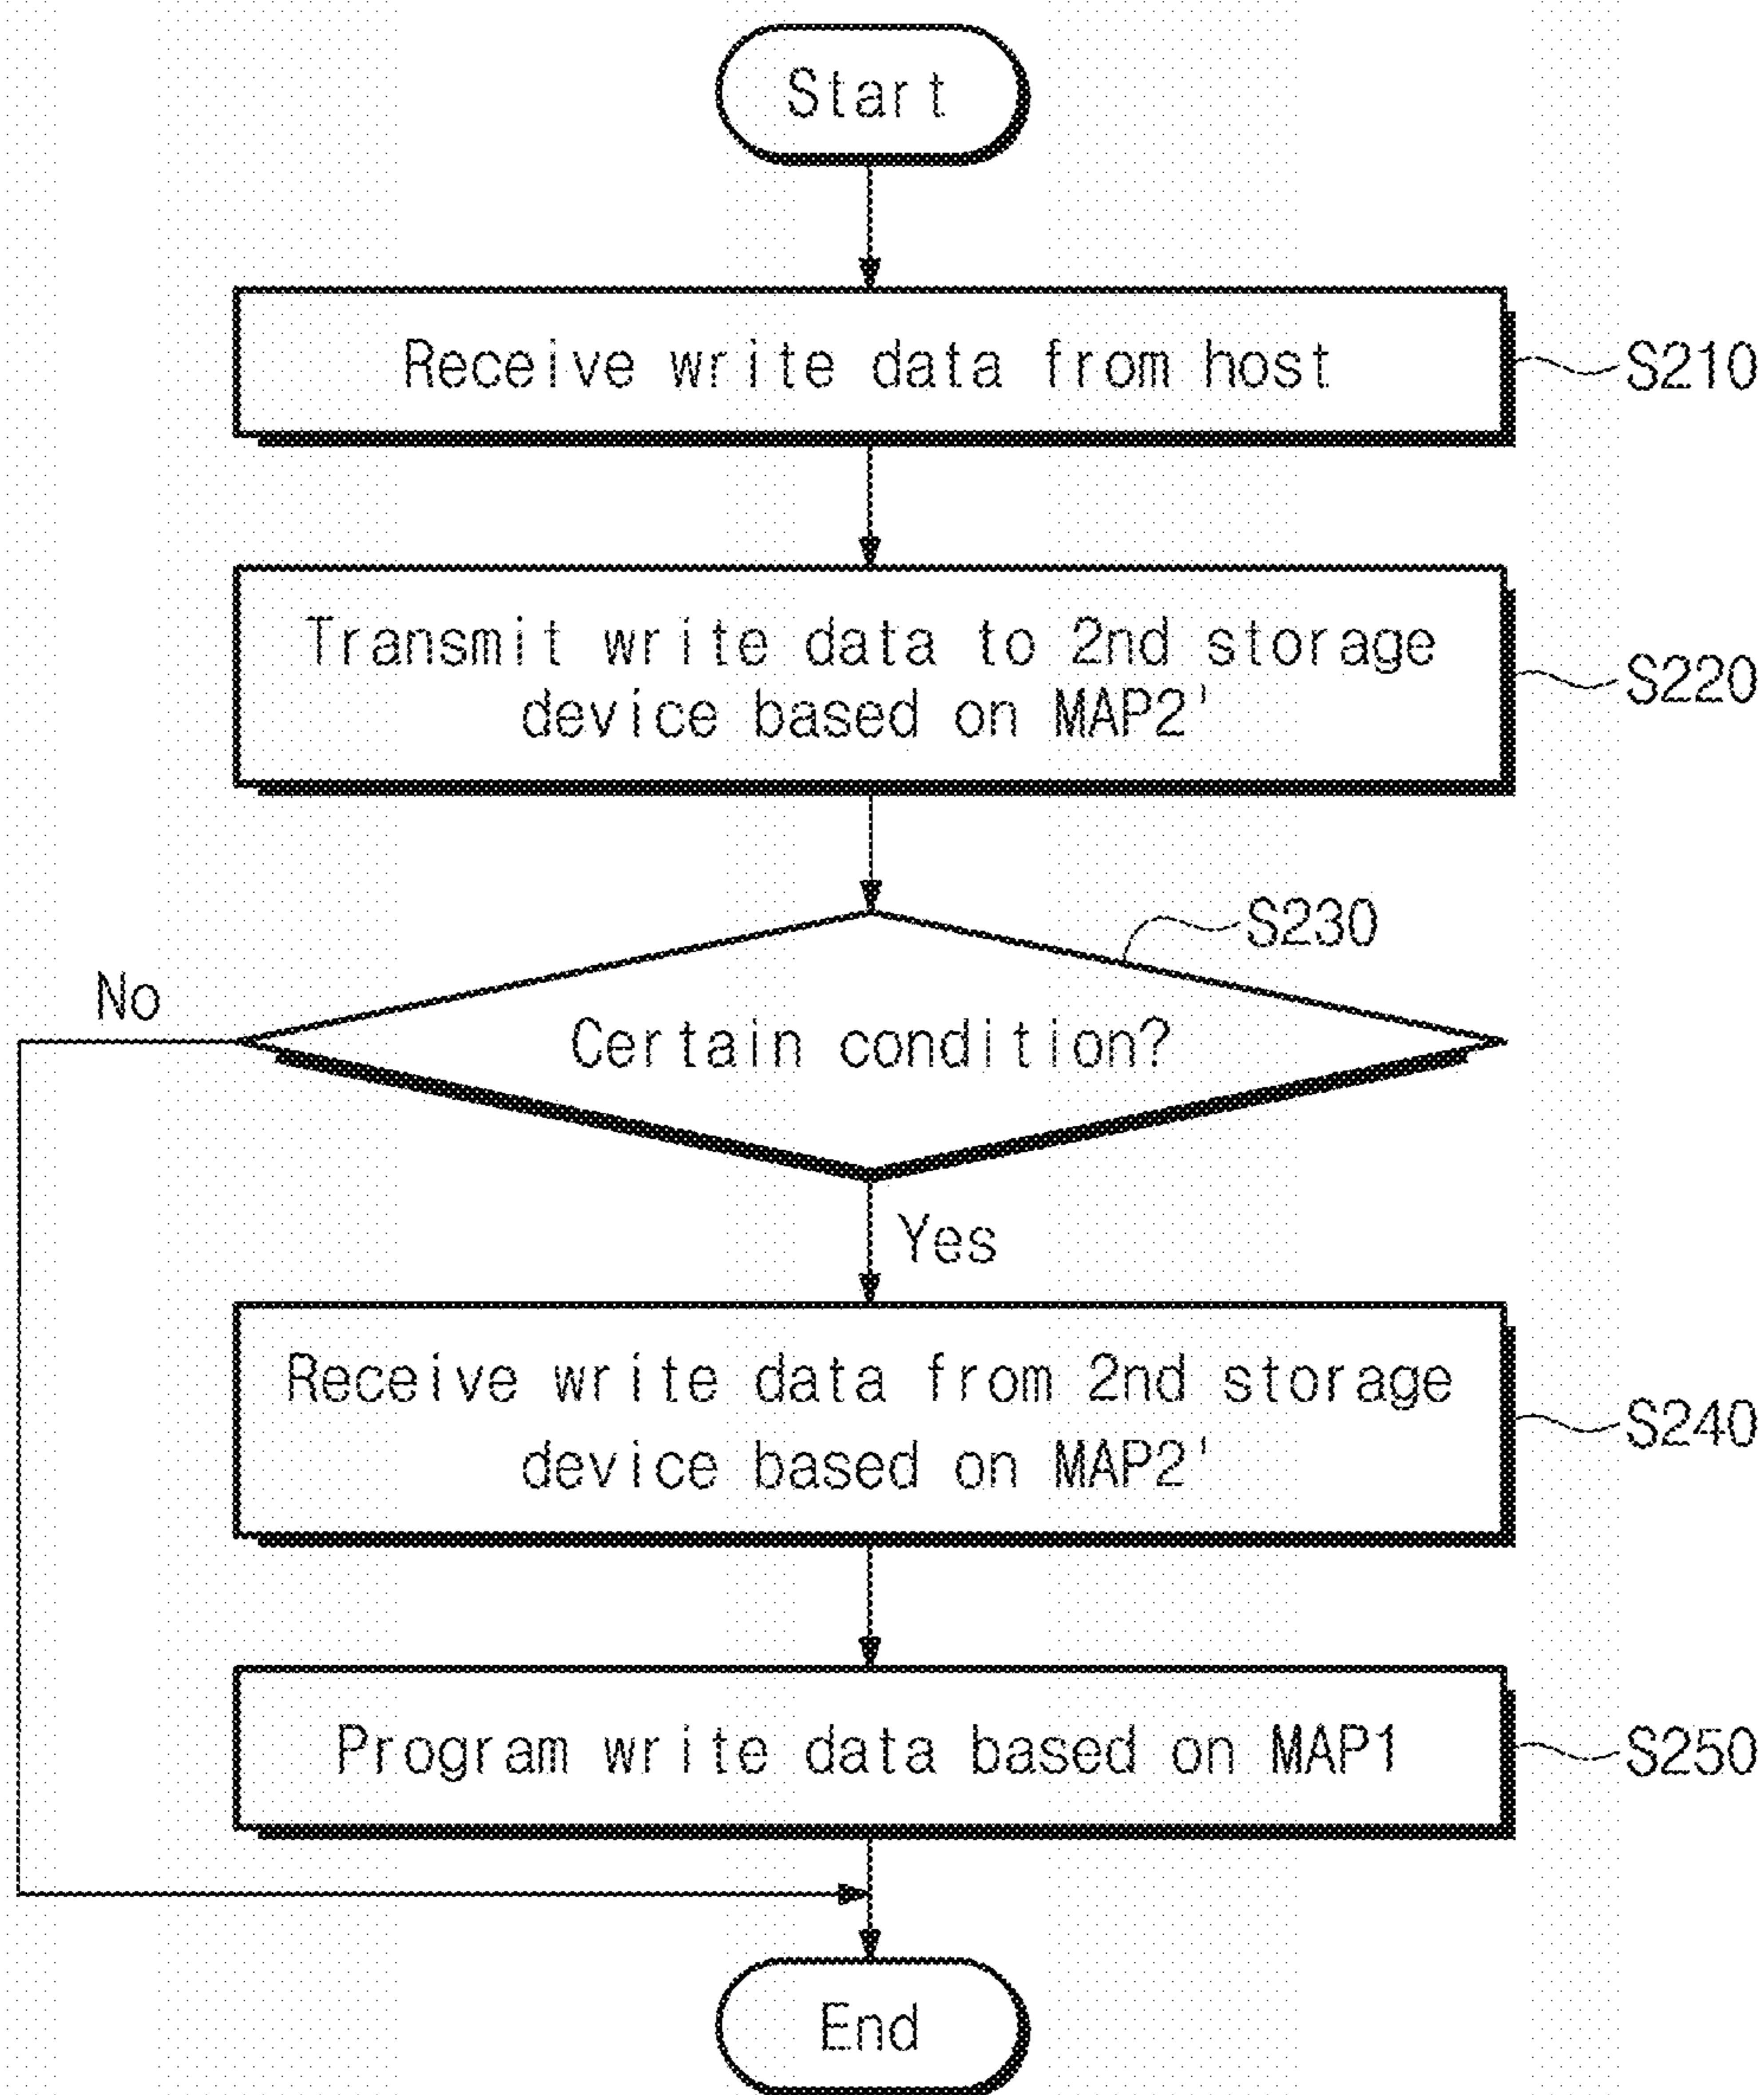 Start
Receive write data from host
S210
Transmit write data to 2nd storage
device based on MAP2'
S220
S230
No
Certain condition?
Yes
Receive write data from 2nd storage
device based on MAP2'
S240
Program write data based on MAP1
S250
End